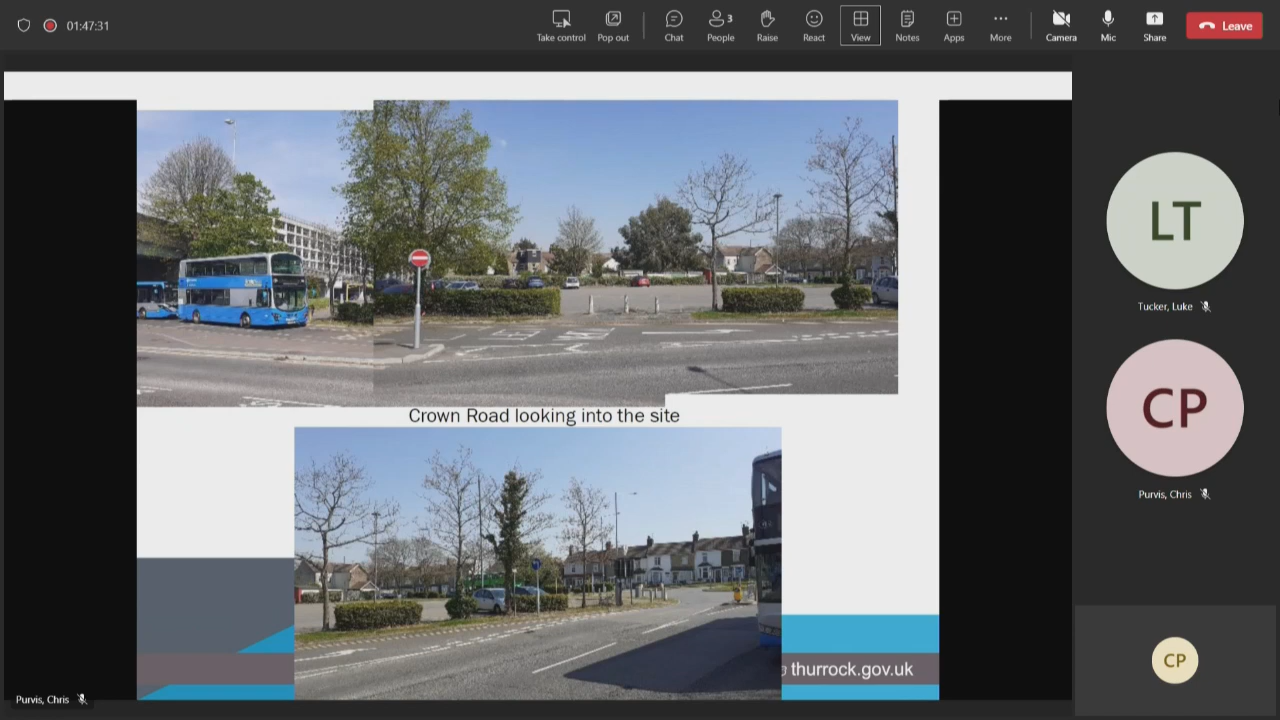 01:47:31
Take control
Pop out
Chat
3
People
Raise
React
View
Notes
Apps
More
Camera
Mic
Share
Leave
LT
Tucker, Luke
CP
Purvis, Chris
Crown Road looking into the site
thurrock.gov.uk
CP
Purvis, Chris